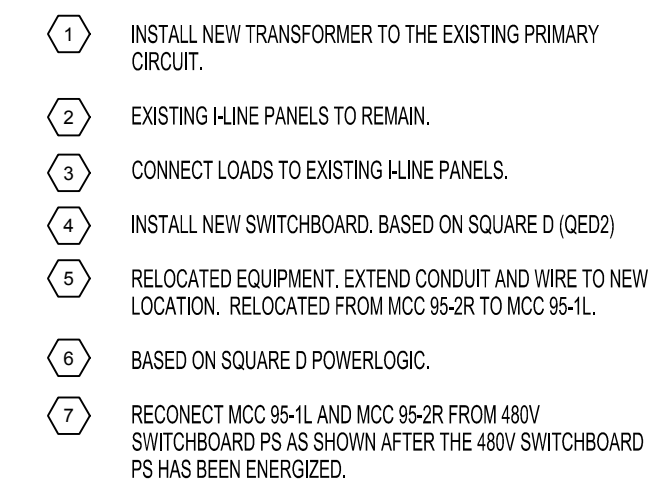 1 INSTALL NEW TRANSFORMER TO THE EXISTING PRIMARY
CIRCUIT.
2 EXISTING I-LINE PANELS TO REMAIN.
3 CONNECT LOADS TO EXISTING I-LINE PANELS.
4 INSTALL NEW SWITCHBOARD. BASED ON SQUARE D (QED2)
5 RELOCATED EQUIPMENT. EXTEND CONDUIT AND WIRE TO NEW
LOCATION. RELOCATED FROM MCC 95-2R TO MCC 95-1L.
6 BASED ON SQUARE D POWERLOGIC.
7 RECONECT MCC 95-1L AND MCC 95-2R FROM 480V
SWITCHBOARD PS AS SHOWN AFTER THE 480V SWITCHBOARD
PS HAS BEEN ENERGIZED.